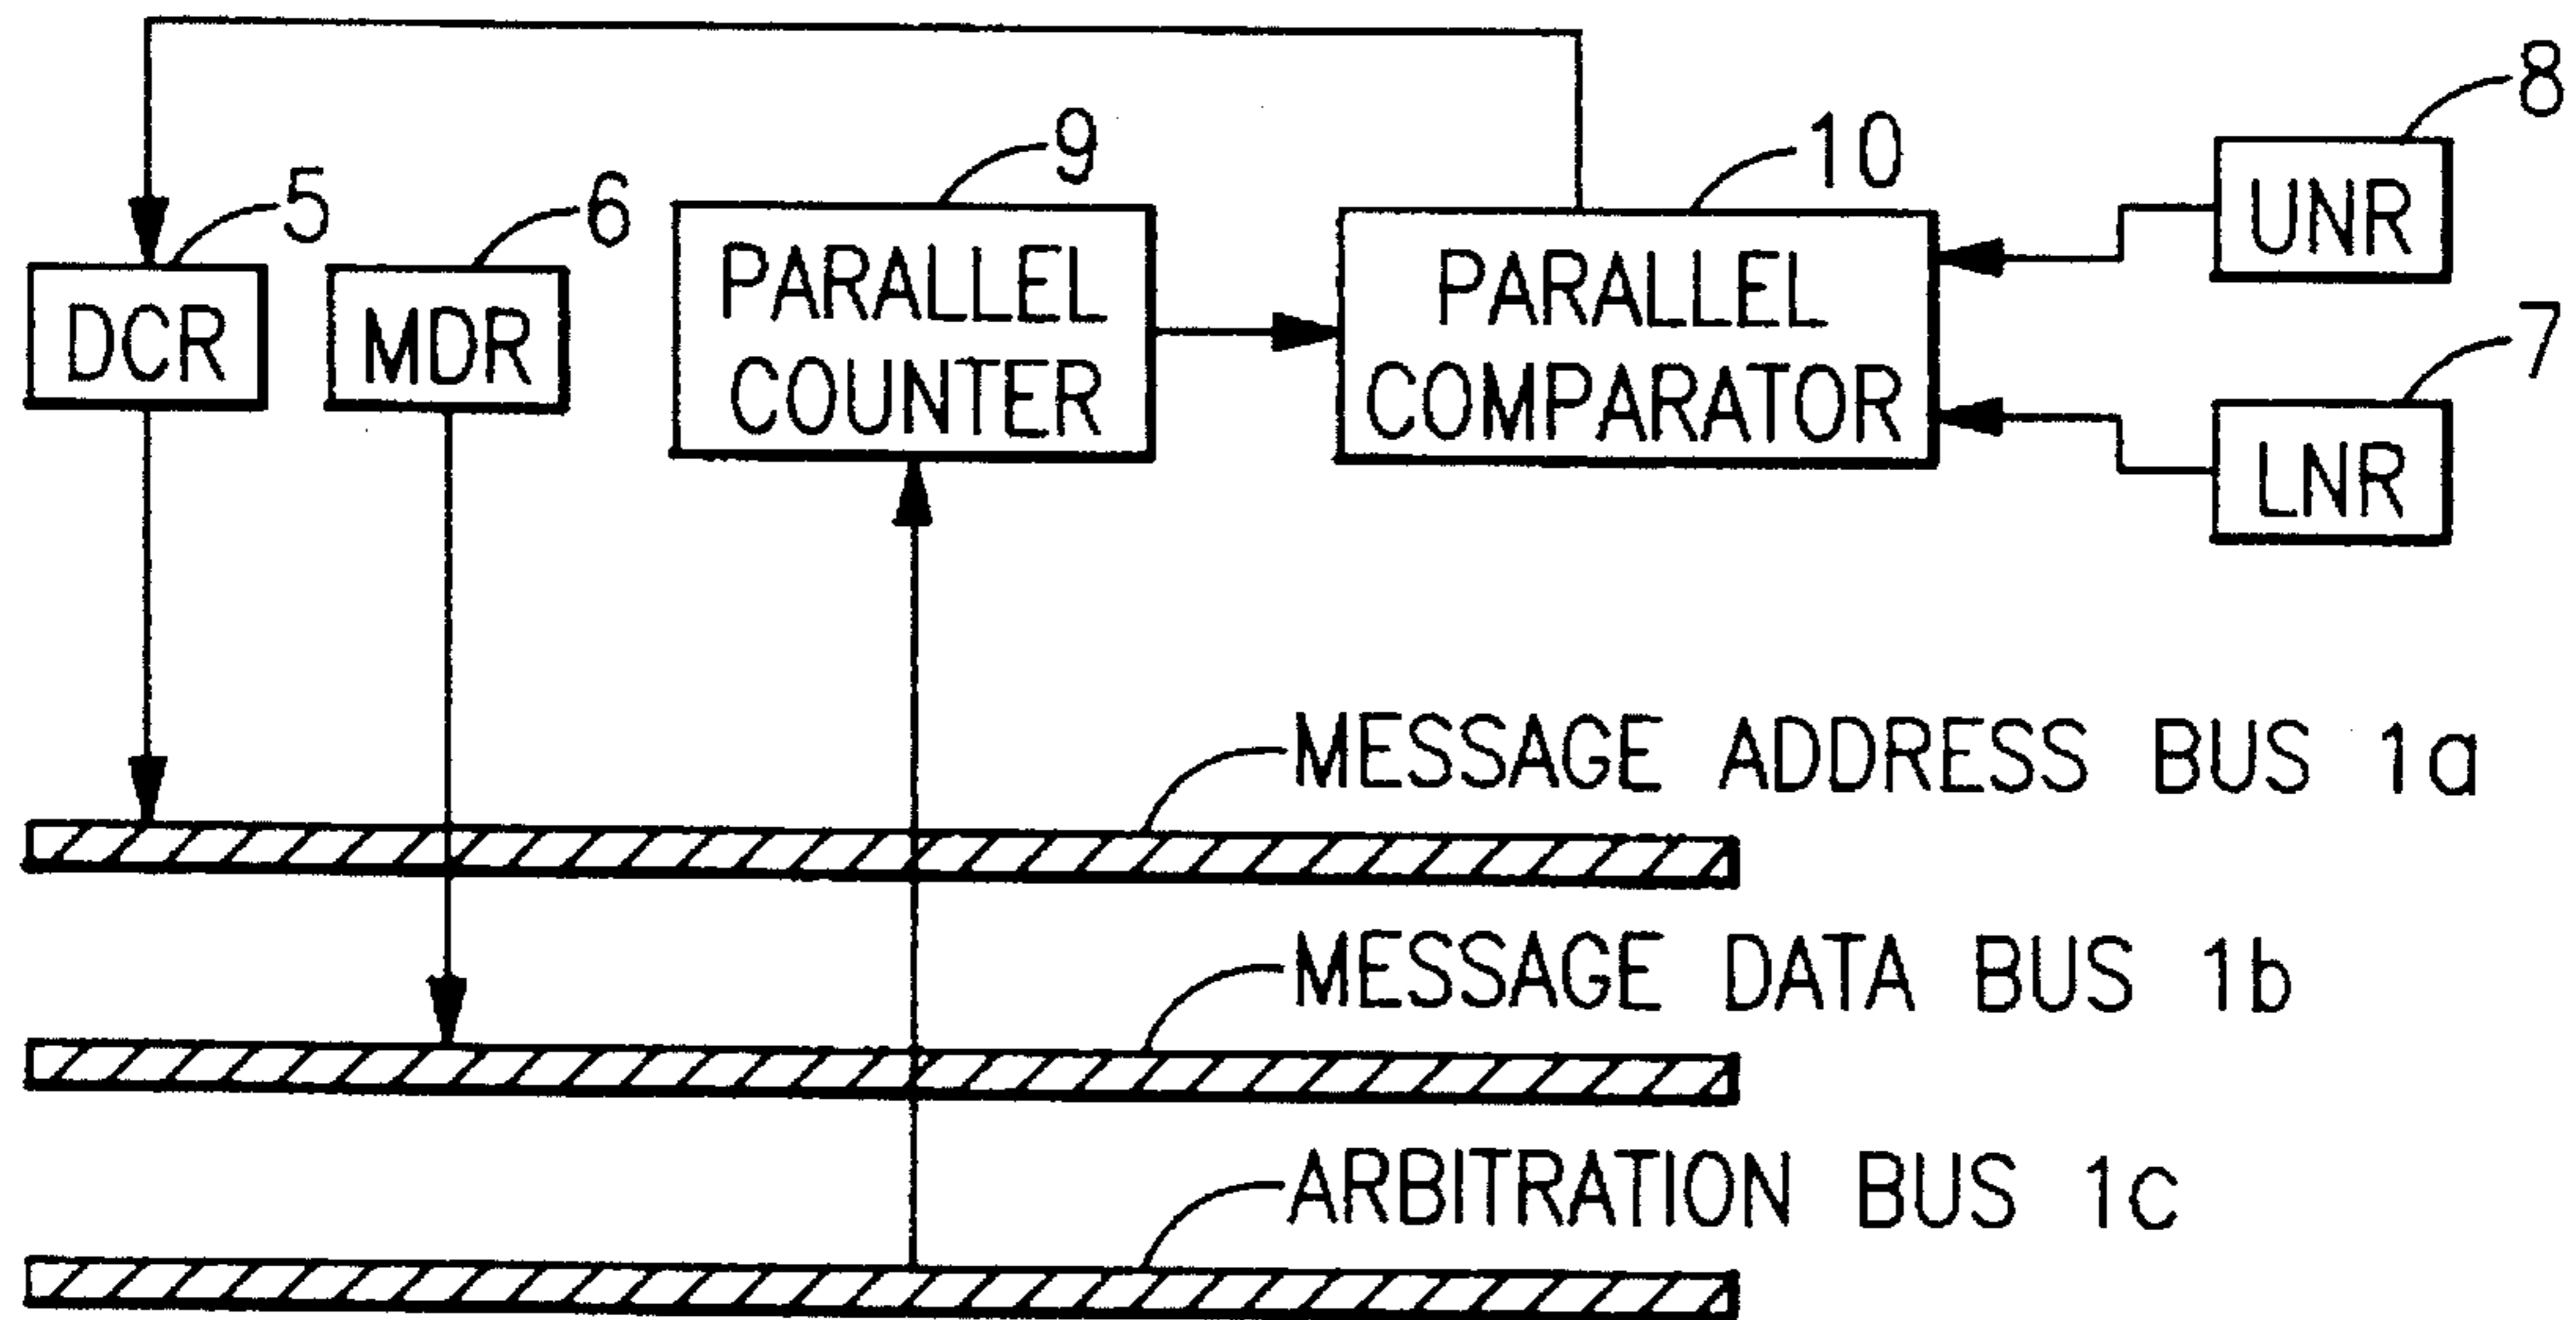 8
9
10
5
6
UNR
PARALLEL
COUNTER
PARALLEL
COMPARATOR
DCR
MDR
7
LNR
MESSAGE ADDRESS BUS 1a
MESSAGE DATA BUS 1b
ARBITRATION BUS 1c